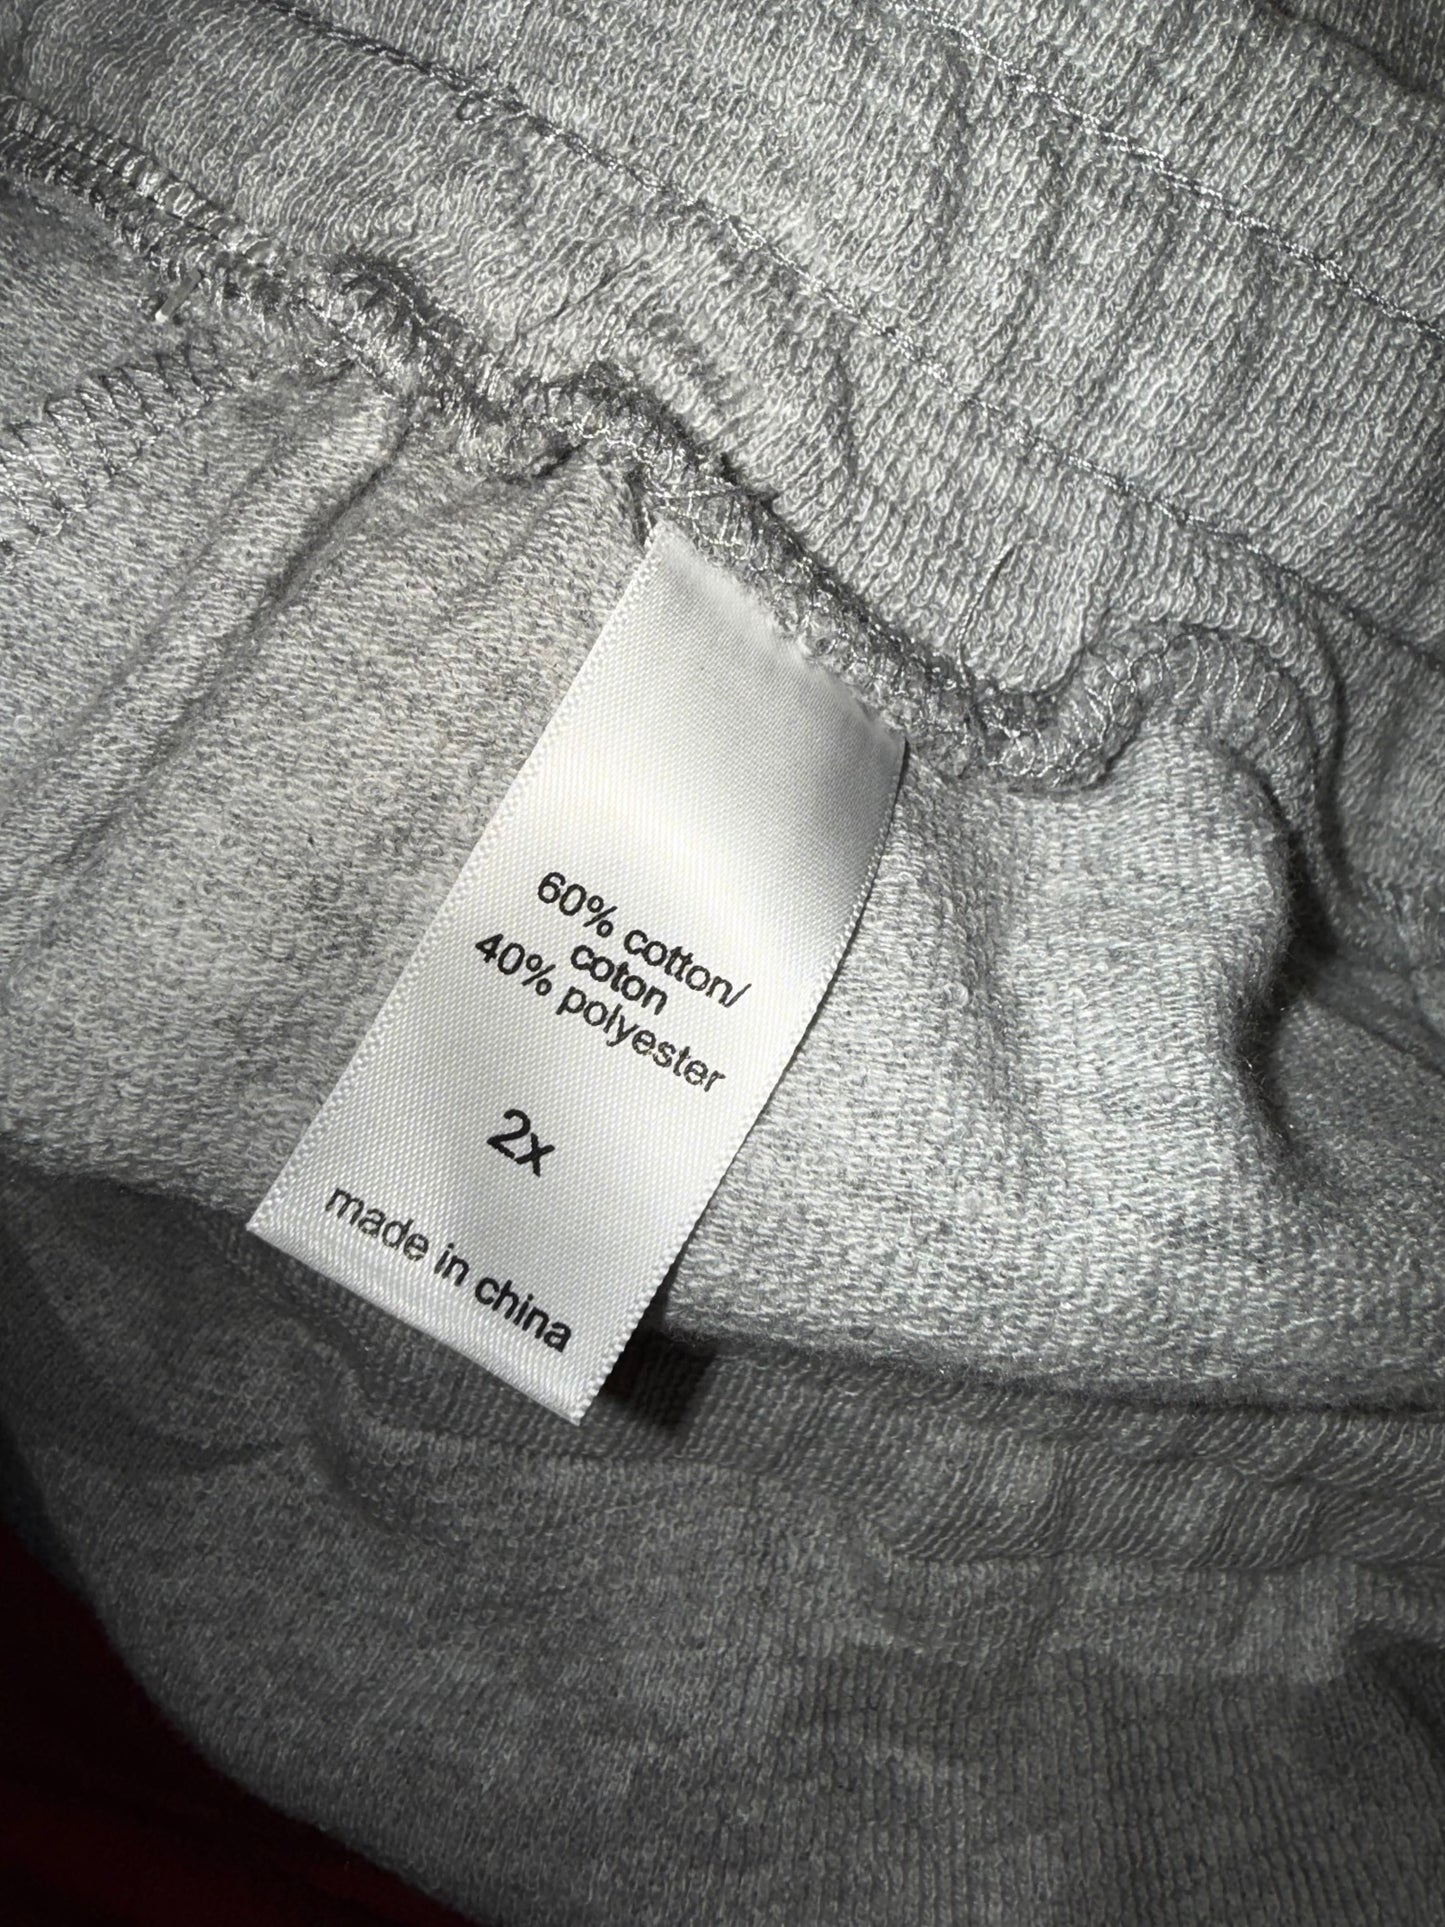 60% cotton/
coton
40% polyester
2x
made in china